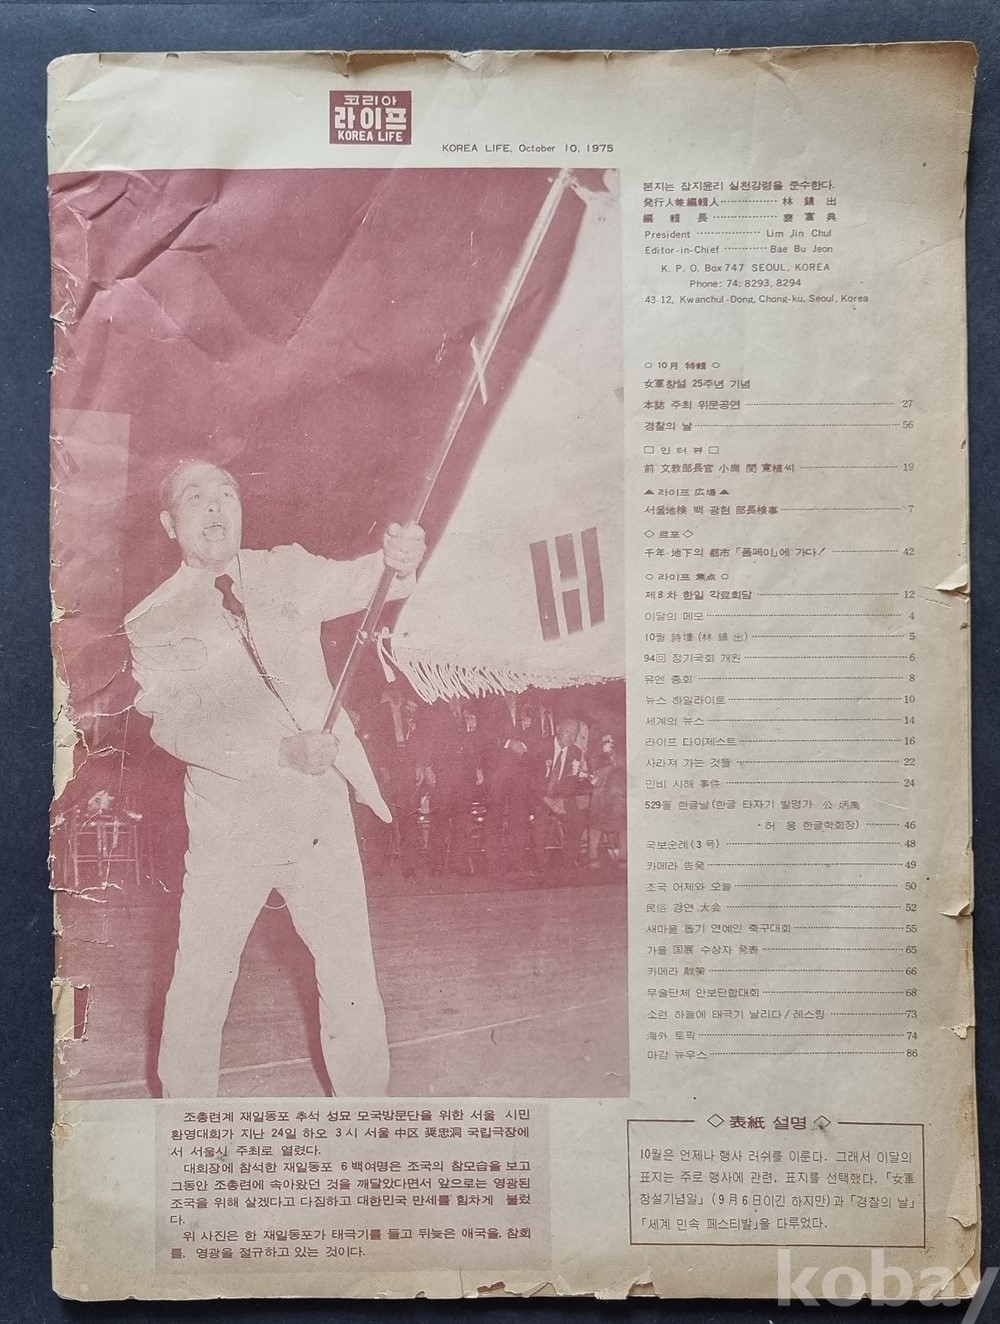 코리아
라이프
KOREA LIFE
KOREA LIFE, October 10, 1975
본지는 잡지윤리 실천강령을 준수한다.
発行人兼編輯人 ················ 林 鎮 出
編 輯 長 ·················· 裵 富 典
President ·················· Lim Jin Chul
Editor-in-Chief ············ Bae Bu Jeon
K. P. O. Box 747 SEOUL, KOREA
Phone: 74: 8293, 8294
43-12, Kwanchul-Dong, Chong-ku, Seoul, Korea
○ 10月 特輯 ○
女軍창설 25주년 기념
本誌 주최 위문공연 ·········· 27
경찰의 날 ·········· 56
□ 인 터 뷰 □
前 文敎部長官 小崗 閔 寬植씨 ·········· 19
▲ 라이프 広場 ▲
서울地検 백 광현 部長検事 ·········· 7
◇ 르포 ◇
千年·地下의 都市「폼페이」에 가다! ·········· 42
○ 라이프 焦点 ○
제 8 차 한일 각료회담 ·········· 12
이달의 메모 ·········· 4
10월 詩壇 (林 鎮 出) ·········· 5
94回 정기국회 개원 ·········· 6
유엔 총회 ·········· 8
뉴스 하일라이트 ·········· 10
세계의 뉴스 ·········· 14
라이프 다이제스트 ·········· 16
사라져 가는 것들 ·········· 22
민비 시해 事件 ·········· 24
529돌 한글날 (한글 타자기 발명가 公 炳禹
· 허 웅 한글학회장) ·········· 46
국보순례 (3 号) ·········· 48
카메라 告発 ·········· 49
조국 어제와 오늘 ·········· 50
民俗 경연 大会 ·········· 52
새마을 돕기 연예인 축구대회 ·········· 55
가을 国展 수상자 発表 ·········· 65
카메라 散策 ·········· 66
무술단체 안보단합대회 ·········· 68
소련 하늘에 태극기 날리다 / 레스링 ·········· 73
海外 토픽 ·········· 74
마감 뉴우스 ·········· 86
조총련계 재일동포 추석 성묘 모국방문단을 위한 서울 시민
환영대회가 지난 24일 하오 3 시 서울 中区 奨忠洞 국립극장에
서 서울시 주최로 열렸다.
대회장에 참석한 재일동포 6 백여명은 조국의 참모습을 보고
그동안 조총련에 속아왔던 것을 깨달았다면서 앞으로는 영광된
조국을 위해 살겠다고 다짐하고 대한민국 만세를 힘차게 불렀
다.
위 사진은 한 재일동포가 태극기를 들고 뒤늦은 애국을, 참회
를, 영광을 절규하고 있는 것이다.
◇ 表紙 설명 ◇
10월은 언제나 행사 러쉬를 이룬다. 그래서 이달의
표지는 주로 행사에 관련, 표지를 선택했다. 「女軍
창설기념일」(9 月 6 日이긴 하지만)과 「경찰의 날」
「세계 민속 페스티발」을 다루었다.
kobay